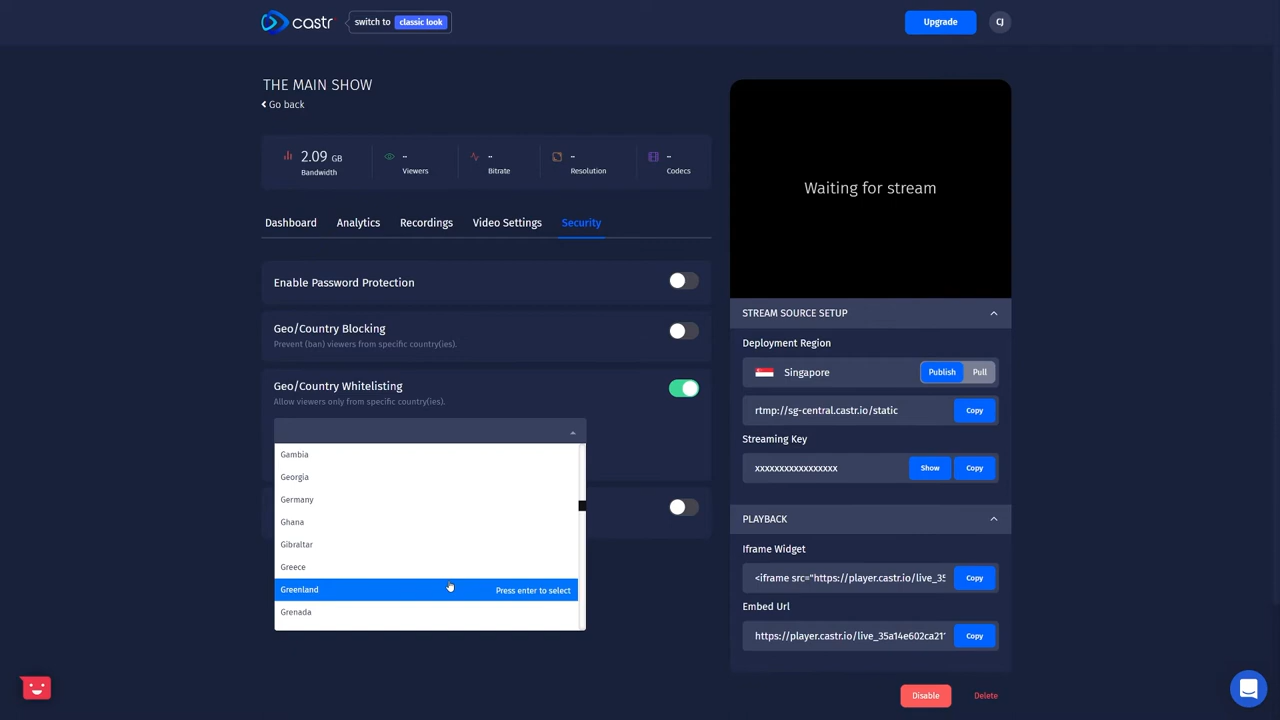 castr
switch to classic look
Upgrade
CJ
THE MAIN SHOW
Go back
2.09 GB
Bandwidth
--
Viewers
--
Bitrate
--
Resolution
--
Codecs
Dashboard
Analytics
Recordings
Video Settings
Security
Enable Password Protection
Geo/Country Blocking
Prevent (ban) viewers from specific country(ies).
Geo/Country Whitelisting
Allow viewers only from specific country(ies).
Gambia
Georgia
Germany
Ghana
Gibraltar
Greece
Greenland Press enter to select
Grenada
Waiting for stream
STREAM SOURCE SETUP
Deployment Region
Singapore
Publish Pull
rtmp://sg-central.castr.io/static
Copy
Streaming Key
xxxxxxxxxxxxxxxxx
Show Copy
PLAYBACK
Iframe Widget
<iframe src="https://player.castr.io/live_35
Copy
Embed Url
https://player.castr.io/live_35a14e602ca21
Copy
Disable
Delete